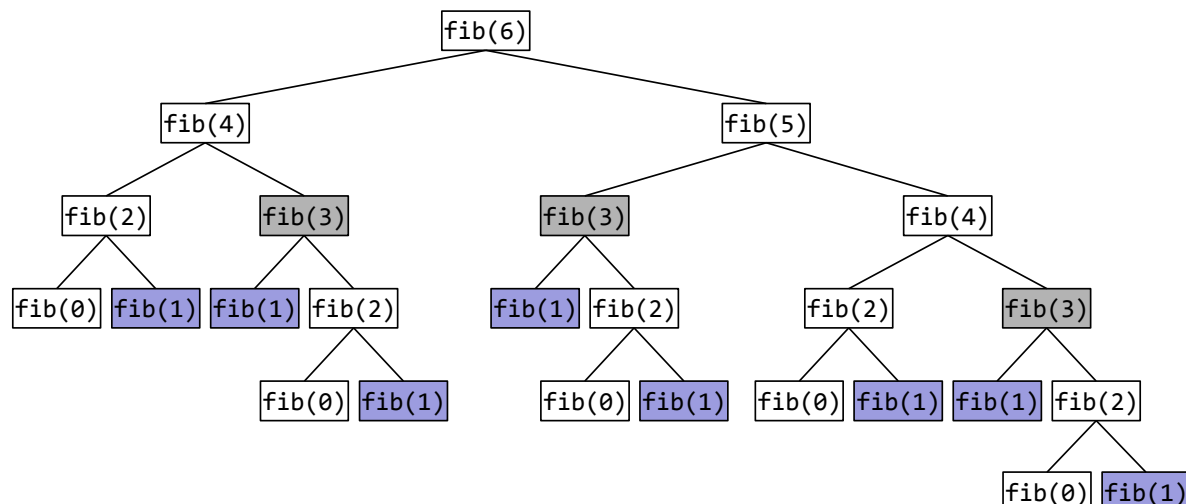 fib(6)
fib(4) fib(5)
fib(2) fib(3) fib(3) fib(4)
fib(0) fib(1) fib(1) fib(2) fib(1) fib(2) fib(2) fib(3)
fib(0) fib(1) fib(0) fib(1) fib(0) fib(1) fib(1) fib(2)
fib(0) fib(1)